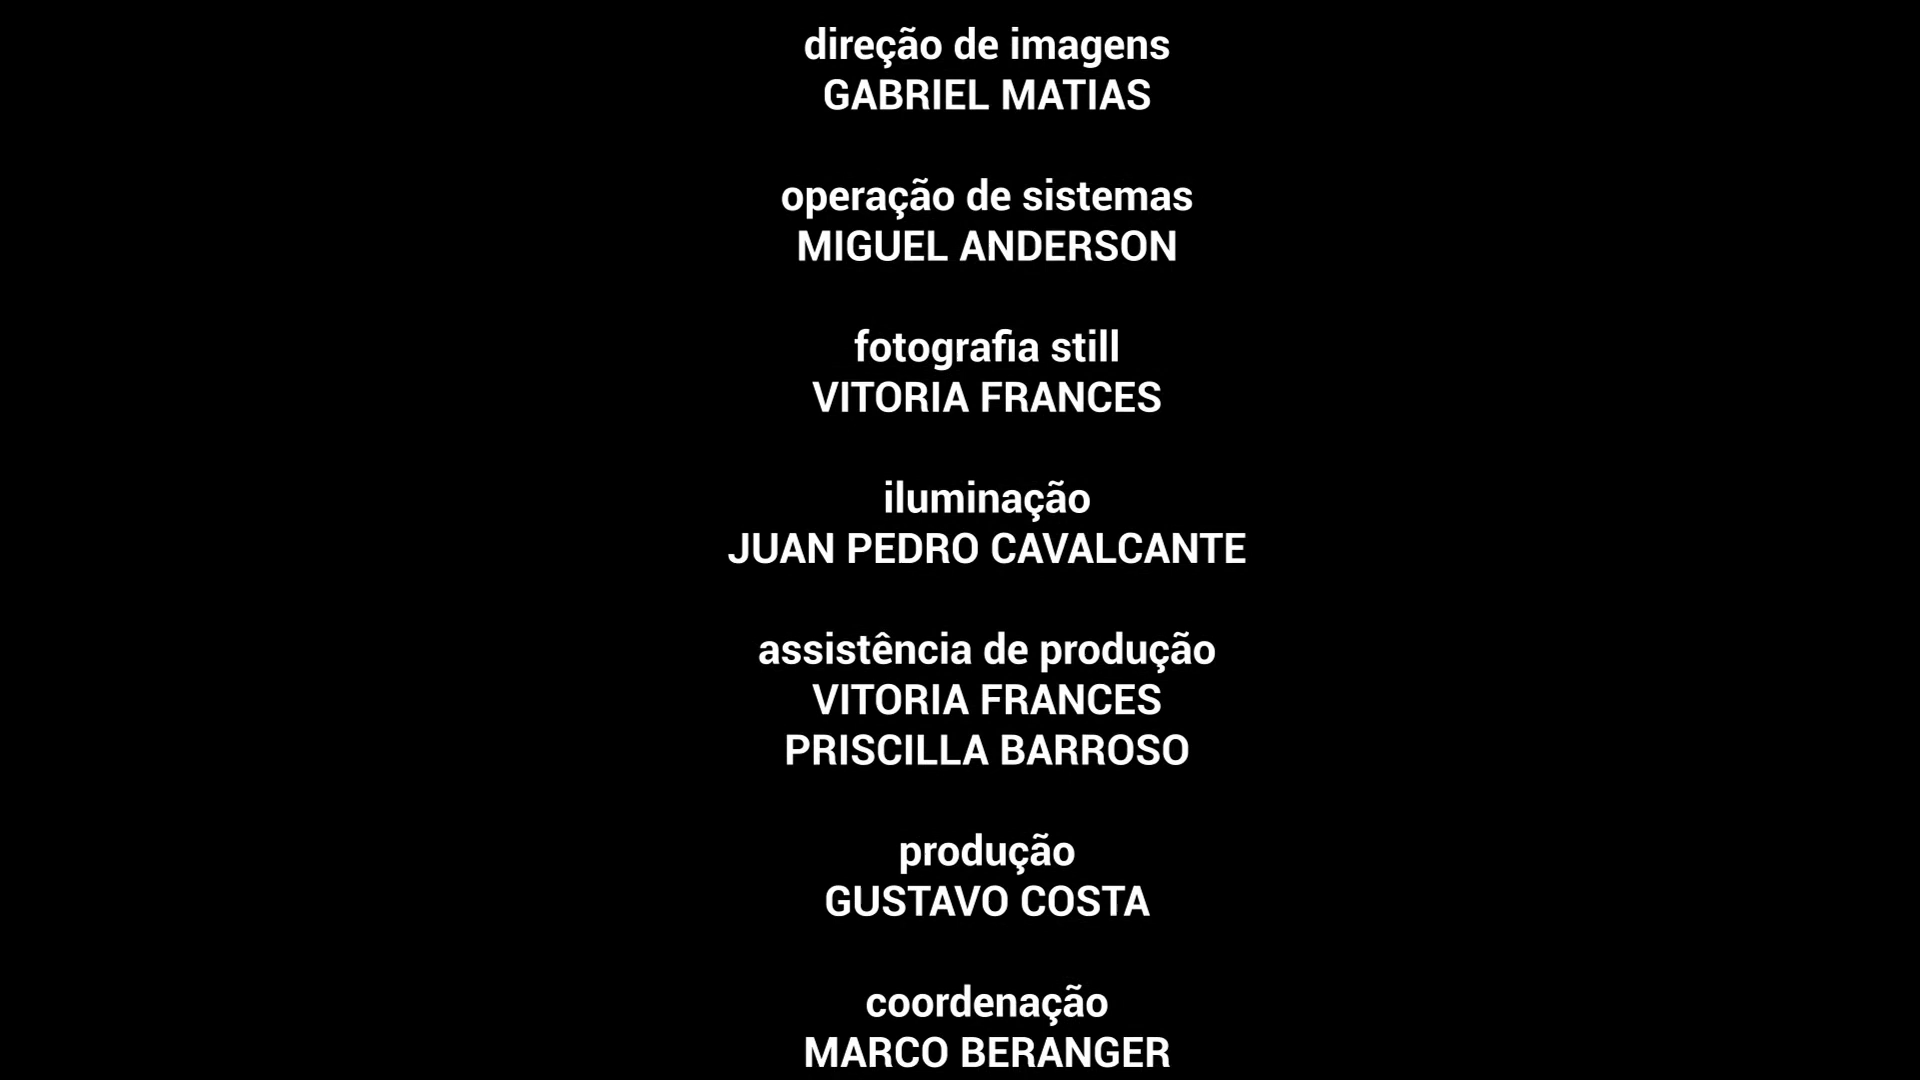 direção de imagens
GABRIEL MATIAS
operação de sistemas
MIGUEL ANDERSON
fotografia still
VITORIA FRANCES
iluminação
JUAN PEDRO CAVALCANTE
assistência de produção
VITORIA FRANCES
PRISCILLA BARROSO
produção
GUSTAVO COSTA
coordenação
MARCO BERANGER